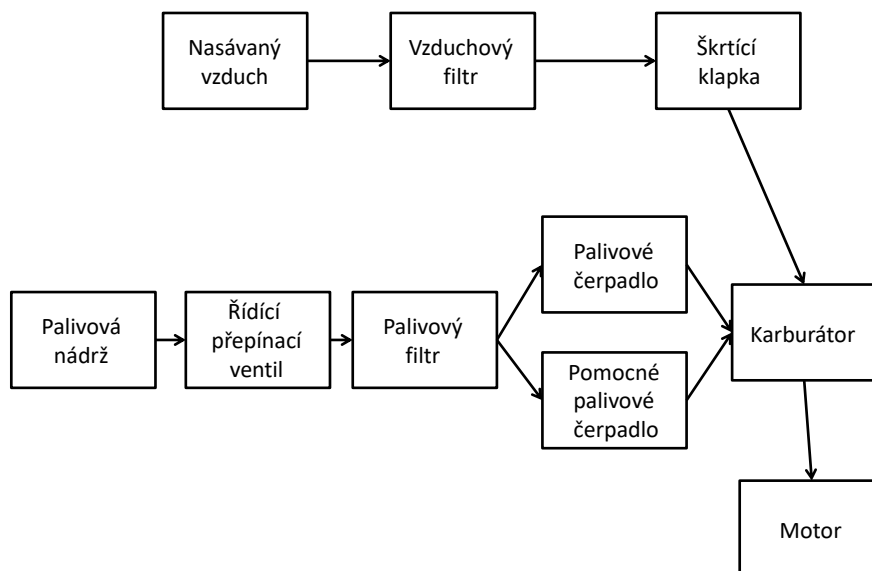 Nasávaný
vzduch
Vzduchový
filtr
Škrtící
klapka
Palivová
nádrž
Řídící
přepínací
ventil
Palivový
filtr
Palivové
čerpadlo
Pomocné
palivové
čerpadlo
Karburátor
Motor